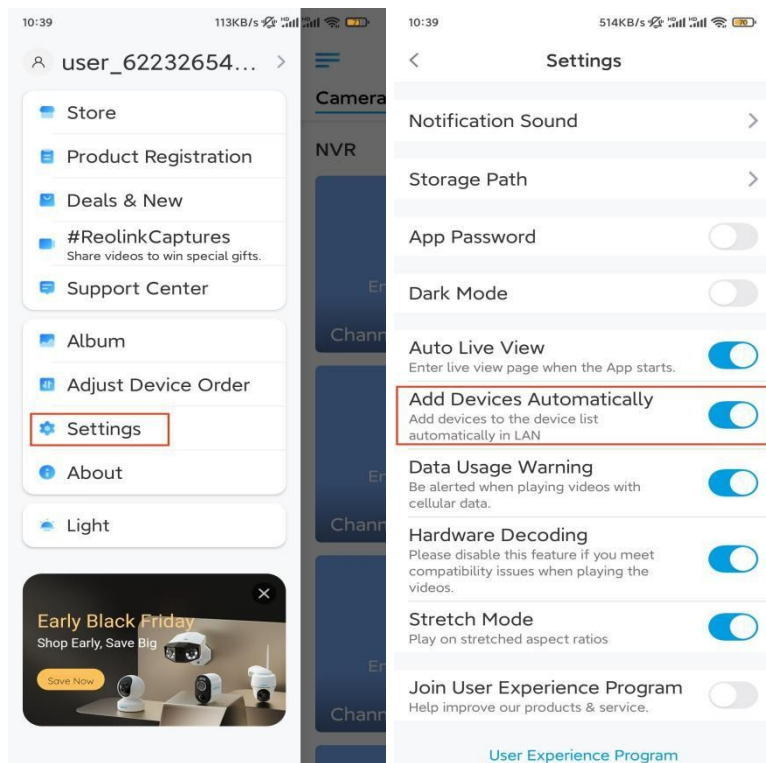 10:39
113KB/s
71
user_62232654...
Store
Product Registration
Deals & New
#ReolinkCaptures
Share videos to win special gifts.
Support Center
Album
Adjust Device Order
Settings
About
Light
Early Black Friday
Shop Early, Save Big
Save Now
Camera
NVR
Er
Chann
Er
Chann
Er
Chann
10:39
514KB/s
70
Settings
Notification Sound
Storage Path
App Password
Dark Mode
Auto Live View
Enter live view page when the App starts.
Add Devices Automatically
Add devices to the device list
automatically in LAN
Data Usage Warning
Be alerted when playing videos with
cellular data.
Hardware Decoding
Please disable this feature if you meet
compatibility issues when playing the
videos.
Stretch Mode
Play on stretched aspect ratios
Join User Experience Program
Help improve our products & service.
User Experience Program